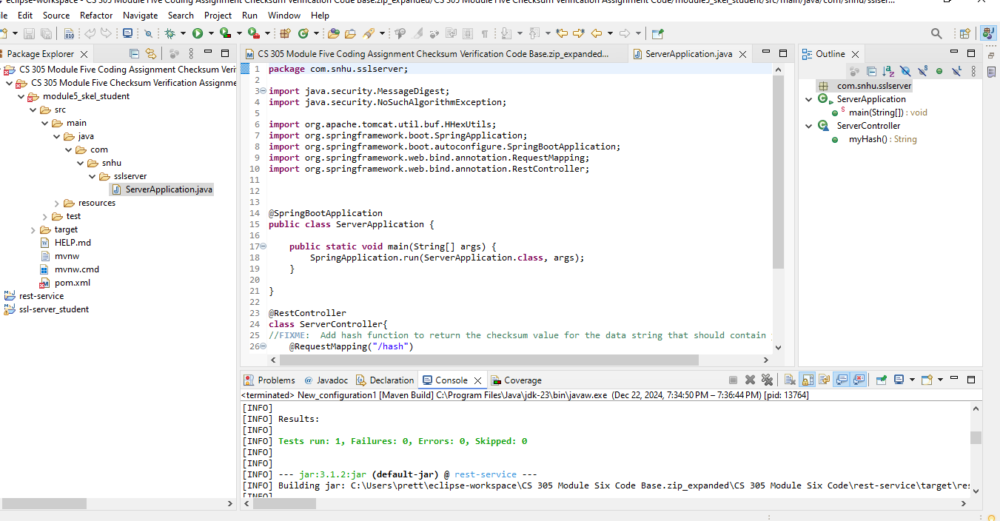 eclipse-workspace - CS 305 Module Five Coding Assignment Checksum Verification Code Base.zip_expanded/CS 305 Module Five Checksum Verification Assignment Code/module5_skel_student/src/main/java/com/snhu/sslser...
Edit Source Refactor Navigate Search Project Run Window Help
Package Explorer
CS 305 Module Five Coding Assignment Checksum Veri
CS 305 Module Five Checksum Verification Assignme
module5_skel_student
src
main
java
com
snhu
sslserver
ServerApplication.java
resources
test
target
HELP.md
mvnw
mvnw.cmd
pom.xml
rest-service
ssl-server_student
CS 305 Module Five Coding Assignment Checksum Verification Code Base.zip_expanded...
ServerApplication.java
1 package com.snhu.sslserver;
2
3 import java.security.MessageDigest;
4 import java.security.NoSuchAlgorithmException;
5
6 import org.apache.tomcat.util.buf.HHexUtils;
7 import org.springframework.boot.SpringApplication;
8 import org.springframework.boot.autoconfigure.SpringBootApplication;
9 import org.springframework.web.bind.annotation.RequestMapping;
10 import org.springframework.web.bind.annotation.RestController;
11
12
13
14 @SpringBootApplication
15 public class ServerApplication {
16
17 public static void main(String[] args) {
18 SpringApplication.run(ServerApplication.class, args);
19 }
20
21 }
22
23 @RestController
24 class ServerController{
25 //FIXME: Add hash function to return the checksum value for the data string that should contain
26 @RequestMapping("/hash")
Outline
com.snhu.sslserver
ServerApplication
main(String[]) : void
ServerController
myHash() : String
Problems Javadoc Declaration Console Coverage
<terminated> New_configuration1 [Maven Build] C:\Program Files\Java\jdk-23\bin\javaw.exe (Dec 22, 2024, 7:34:50 PM – 7:36:44 PM) [pid: 13764]
[INFO]
[INFO] Results:
[INFO]
[INFO] Tests run: 1, Failures: 0, Errors: 0, Skipped: 0
[INFO]
[INFO]
[INFO] --- jar:3.1.2:jar (default-jar) @ rest-service ---
[INFO] Building jar: C:\Users\prett\eclipse-workspace\CS 305 Module Six Code Base.zip_expanded\CS 305 Module Six Code\rest-service\target\res
[INFO]